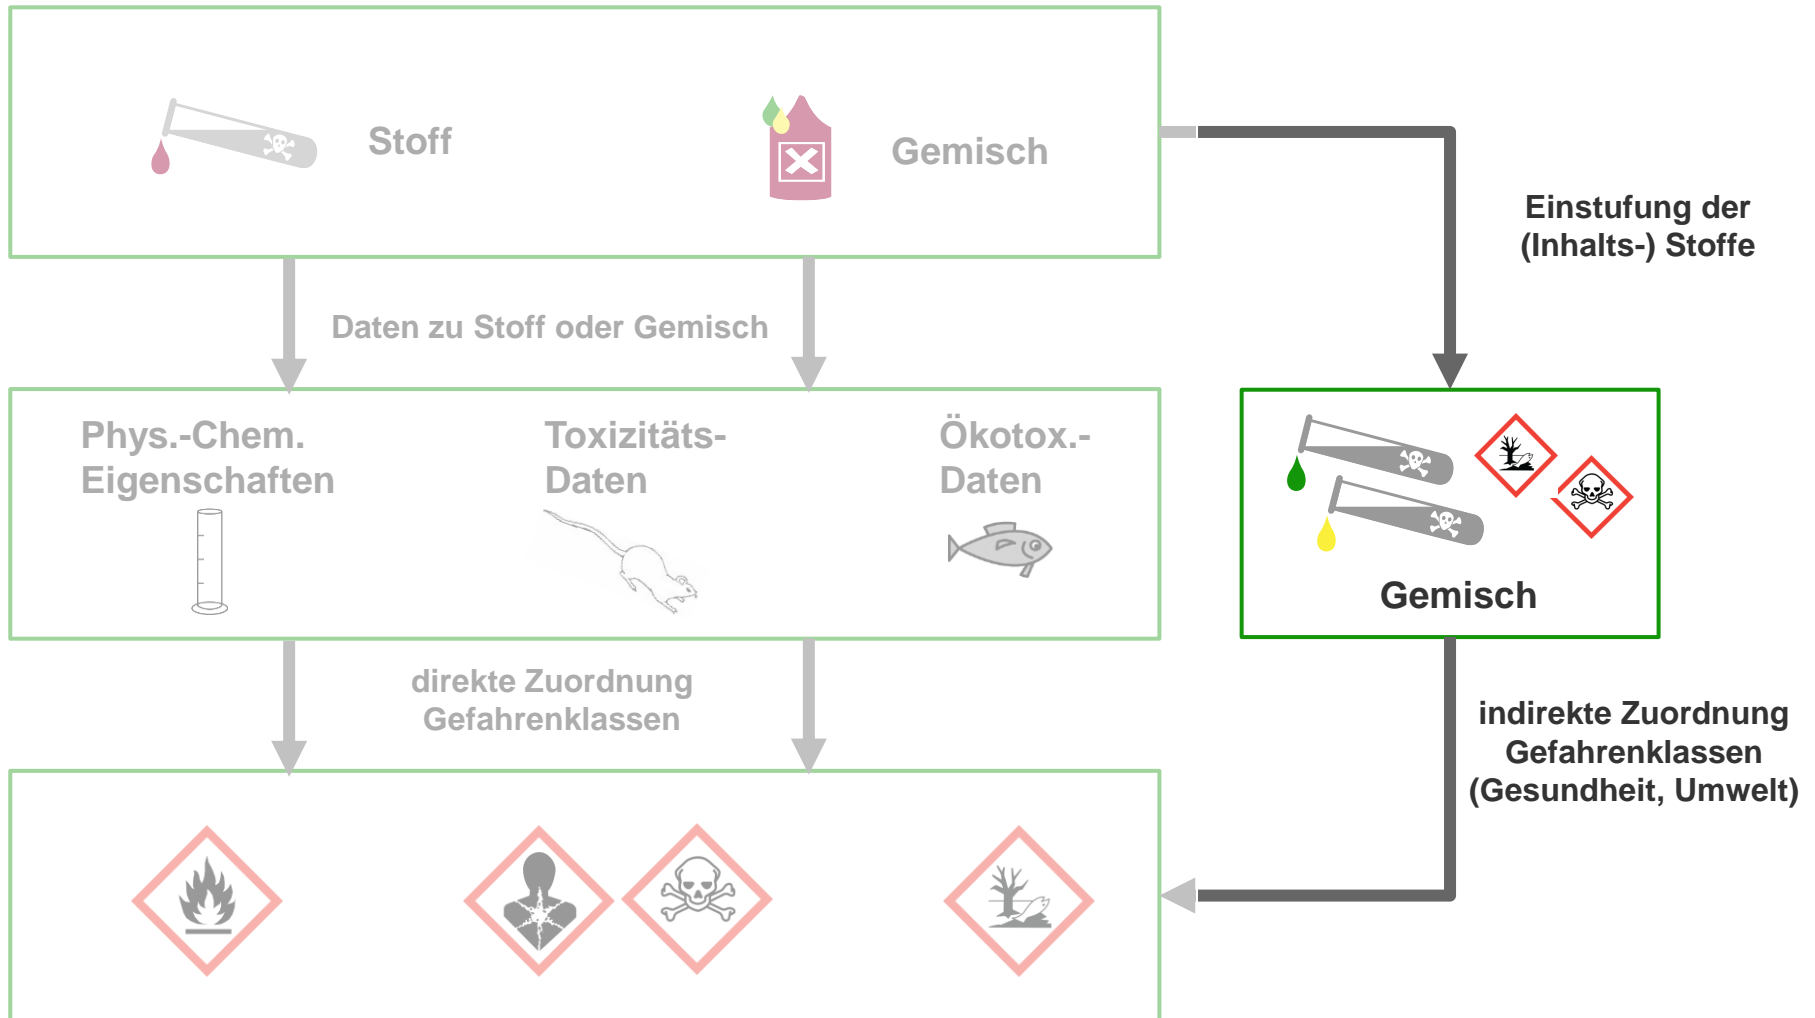 Stoff
Gemisch
Einstufung der
(Inhalts-) Stoffe
Daten zu Stoff oder Gemisch
Phys.-Chem.
Eigenschaften
Toxizitäts-
Daten
Ökotox.-
Daten
Gemisch
direkte Zuordnung
Gefahrenklassen
indirekte Zuordnung
Gefahrenklassen
(Gesundheit, Umwelt)